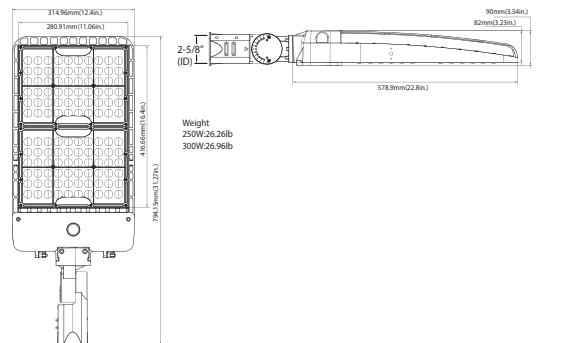 314.96mm(12.4in.)
280.91mm(11.06in.)
416.66mm(16.4in.)
794.15mm(31.27in.)
2-5/8"
(ID)
90mm(3.54in.)
82mm(3.23in.)
578.9mm(22.8in.)
Weight
250W:26.26lb
300W:26.96lb